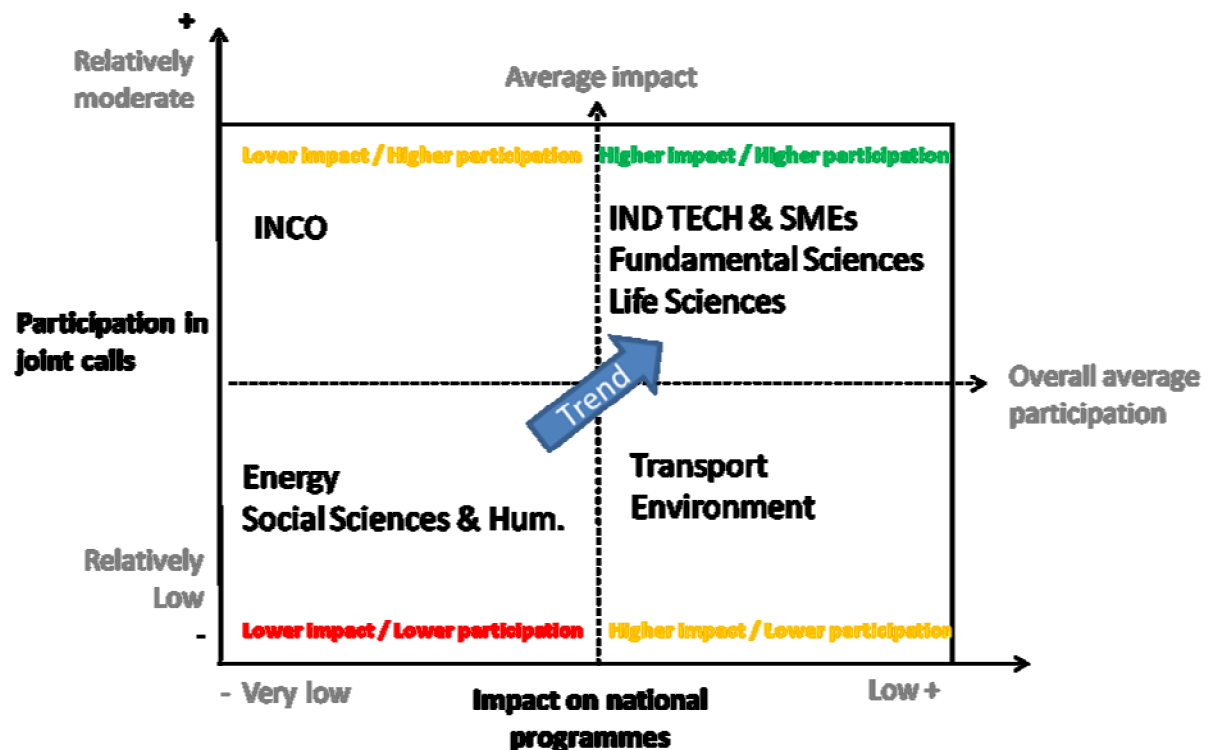 +
Relatively
moderate
Average impact
Lover impact / Higher participation
Higher impact / Higher participation
INCO
IND TECH & SMEs
Fundamental Sciences
Life Sciences
Participation in
joint calls
Trend
Overall average
participation
Energy
Social Sciences & Hum.
Transport
Environment
Relatively
Low
-
Lower impact / Lower participation
Higher impact / Lower participation
- Very low
Impact on national
programmes
Low +